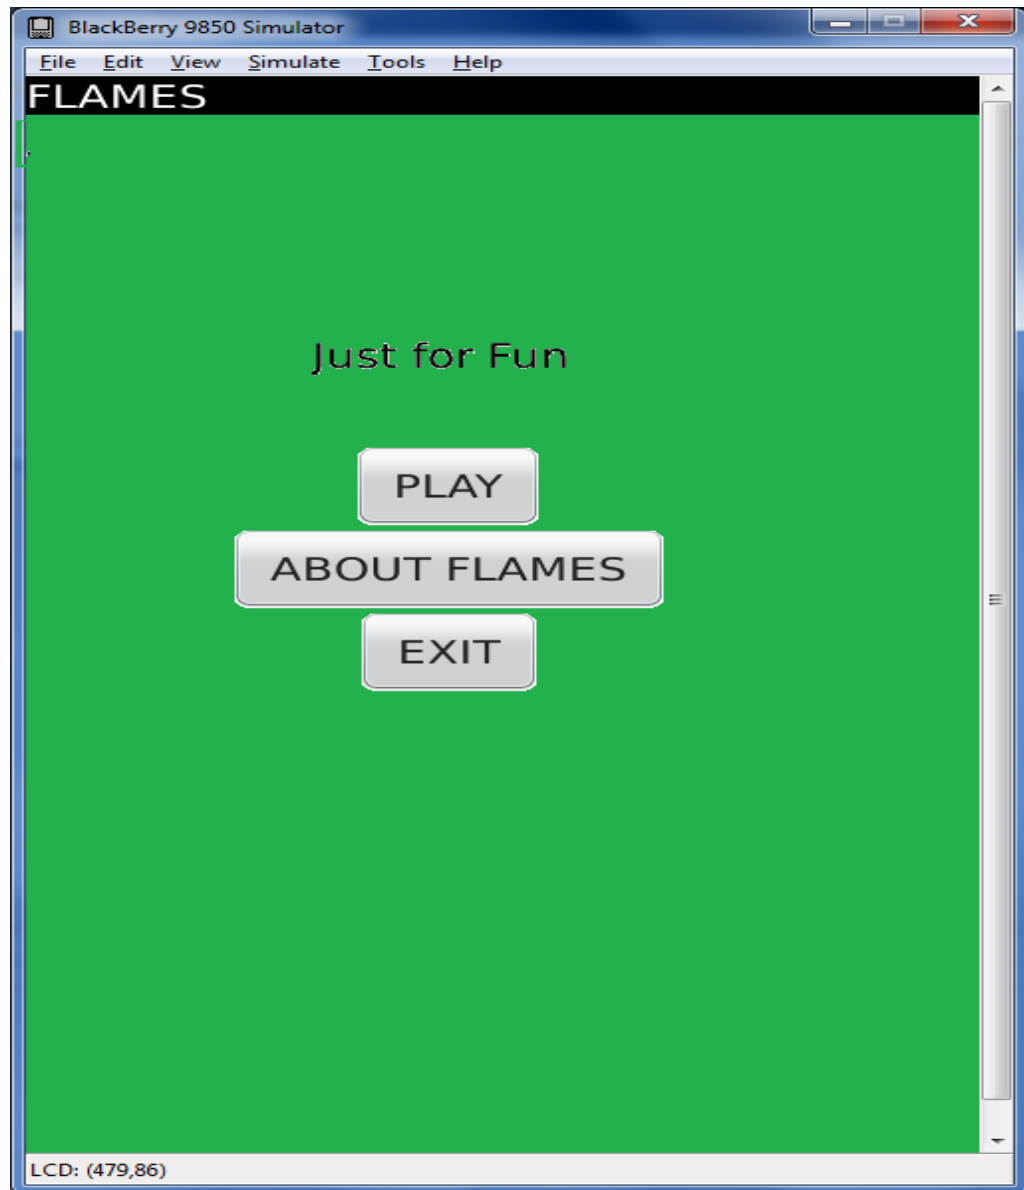 BlackBerry 9850 Simulator
File Edit View Simulate Tools Help
FLAMES
Just for Fun
PLAY
ABOUT FLAMES
EXIT
LCD: (479,86)